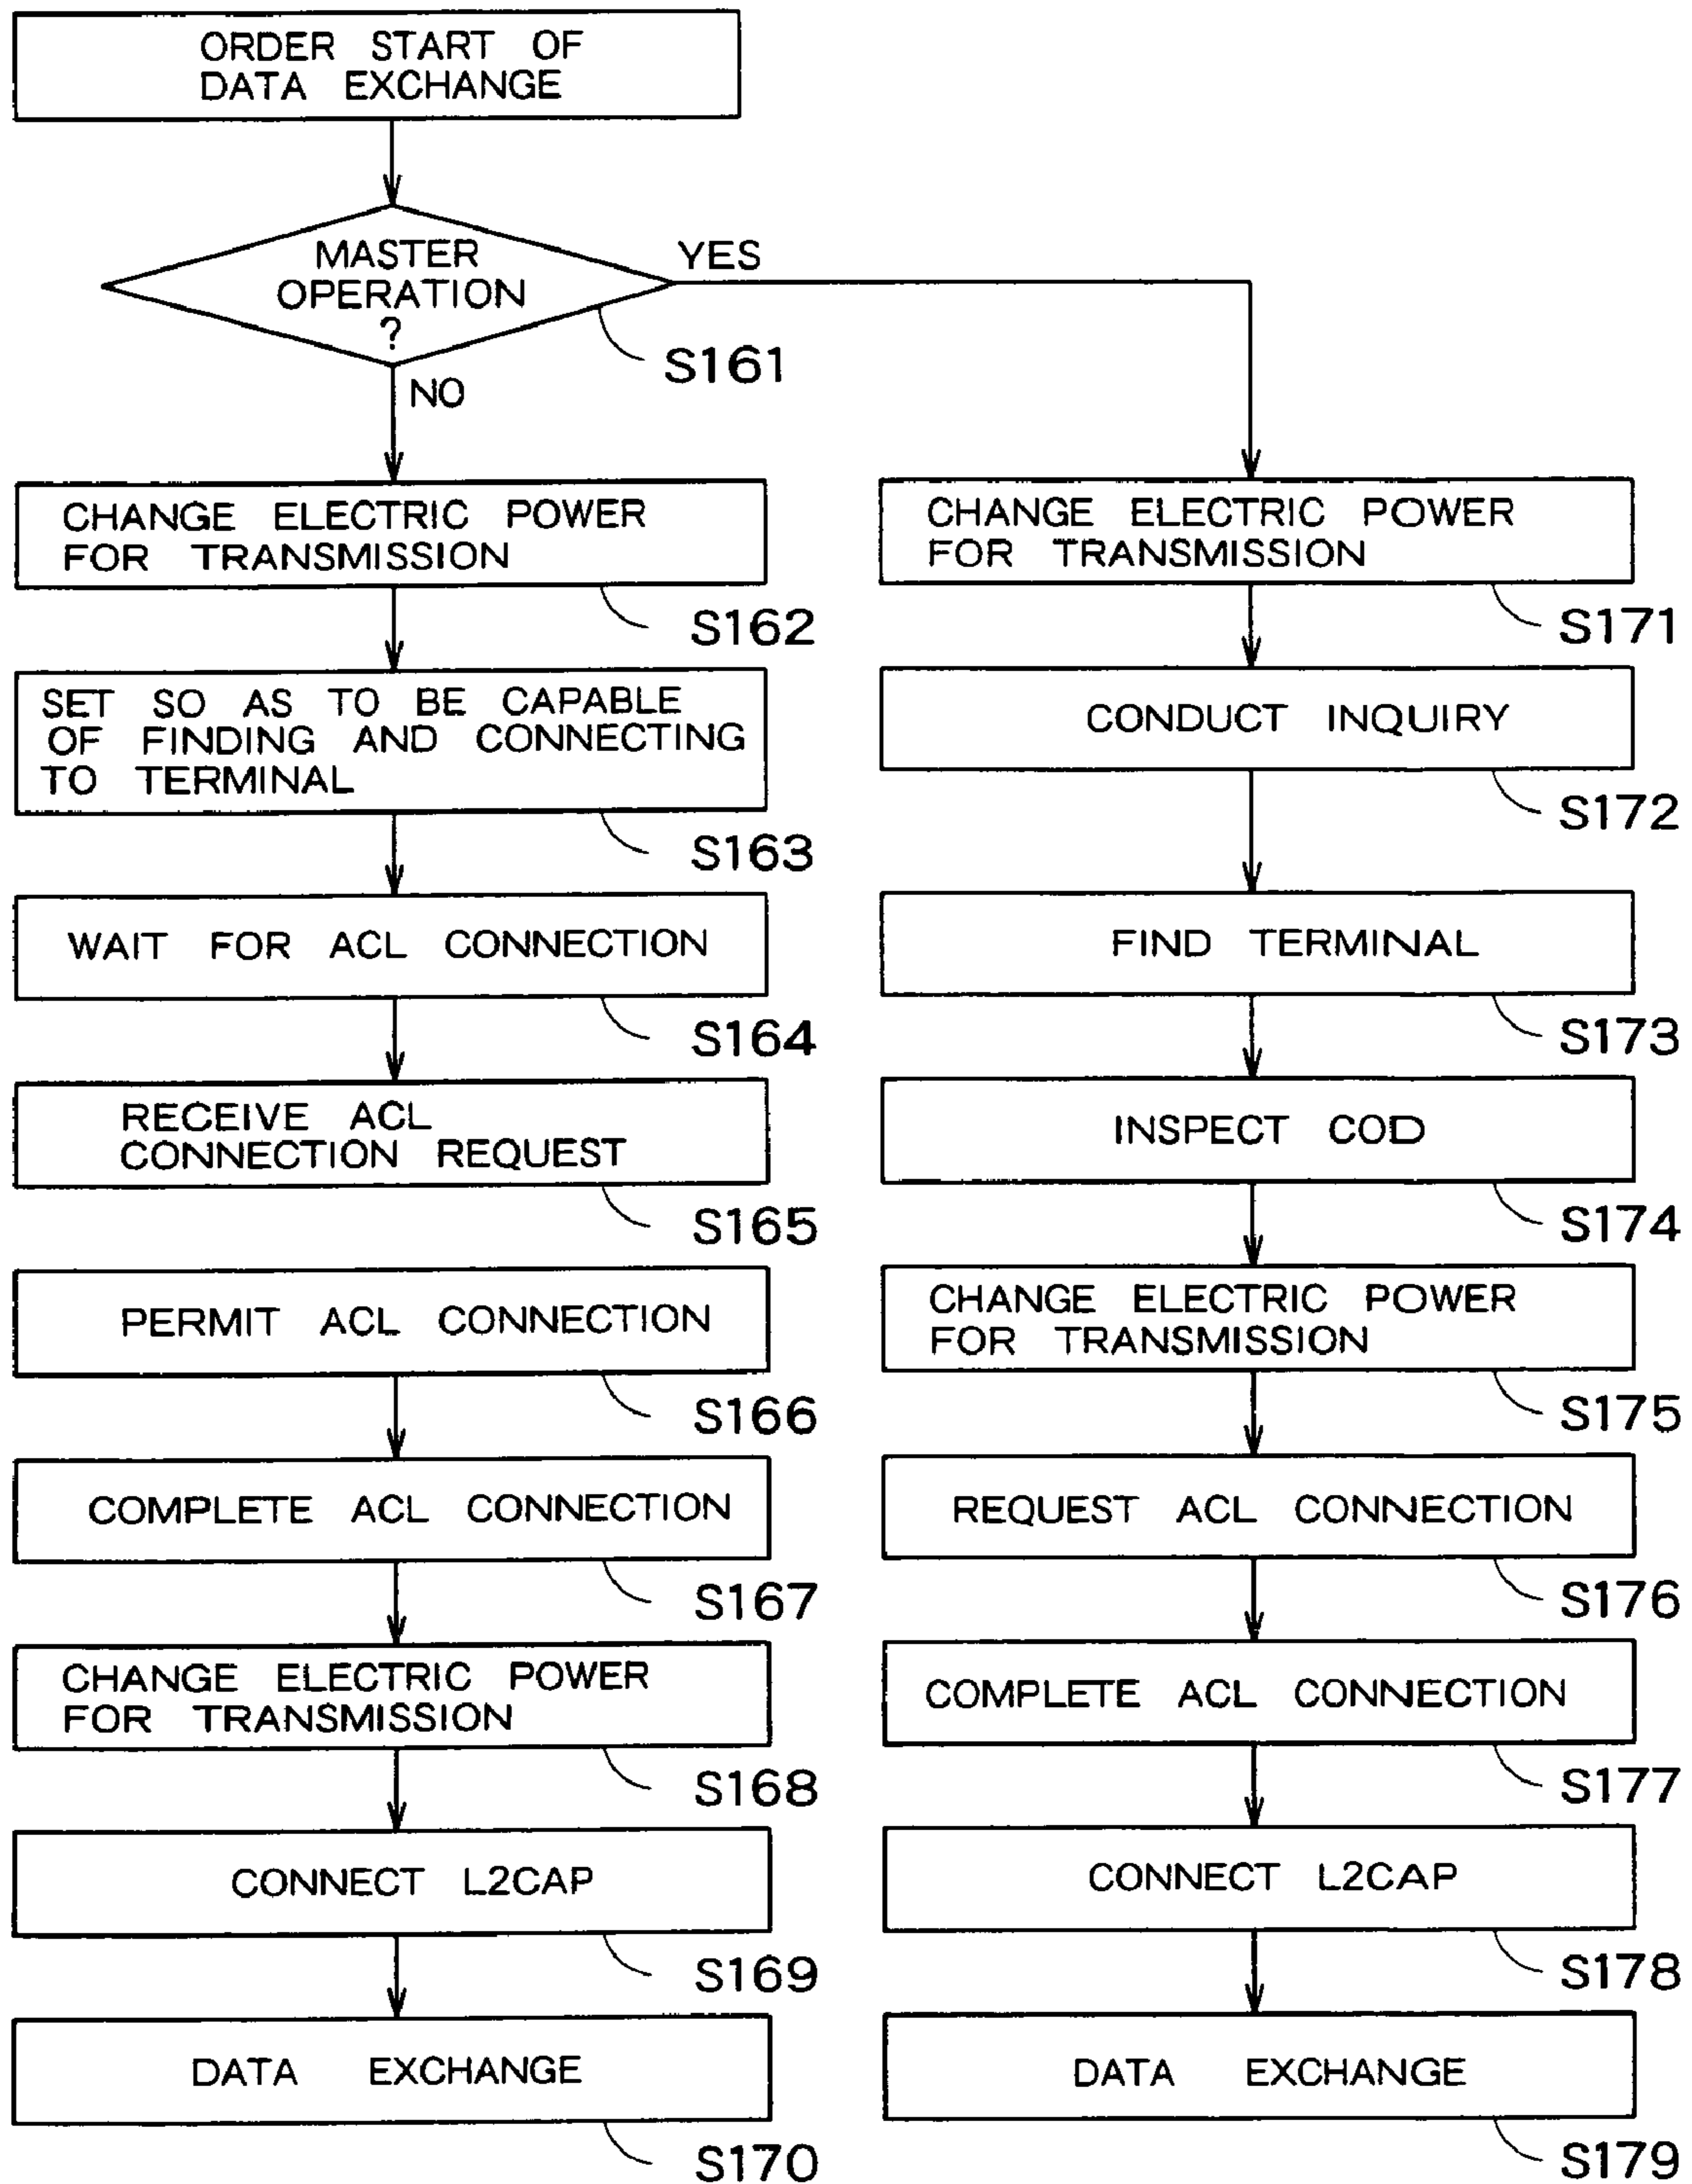 ORDER START OF
DATA EXCHANGE
MASTER
OPERATION
?
YES
S161
NO
CHANGE ELECTRIC POWER
FOR TRANSMISSION
S162
SET SO AS TO BE CAPABLE
OF FINDING AND CONNECTING
TO TERMINAL
S163
WAIT FOR ACL CONNECTION
S164
RECEIVE ACL
CONNECTION REQUEST
S165
PERMIT ACL CONNECTION
S166
COMPLETE ACL CONNECTION
S167
CHANGE ELECTRIC POWER
FOR TRANSMISSION
S168
CONNECT L2CAP
S169
DATA EXCHANGE
S170
CHANGE ELECTRIC POWER
FOR TRANSMISSION
S171
CONDUCT INQUIRY
S172
FIND TERMINAL
S173
INSPECT COD
S174
CHANGE ELECTRIC POWER
FOR TRANSMISSION
S175
REQUEST ACL CONNECTION
S176
COMPLETE ACL CONNECTION
S177
CONNECT L2CAP
S178
DATA EXCHANGE
S179